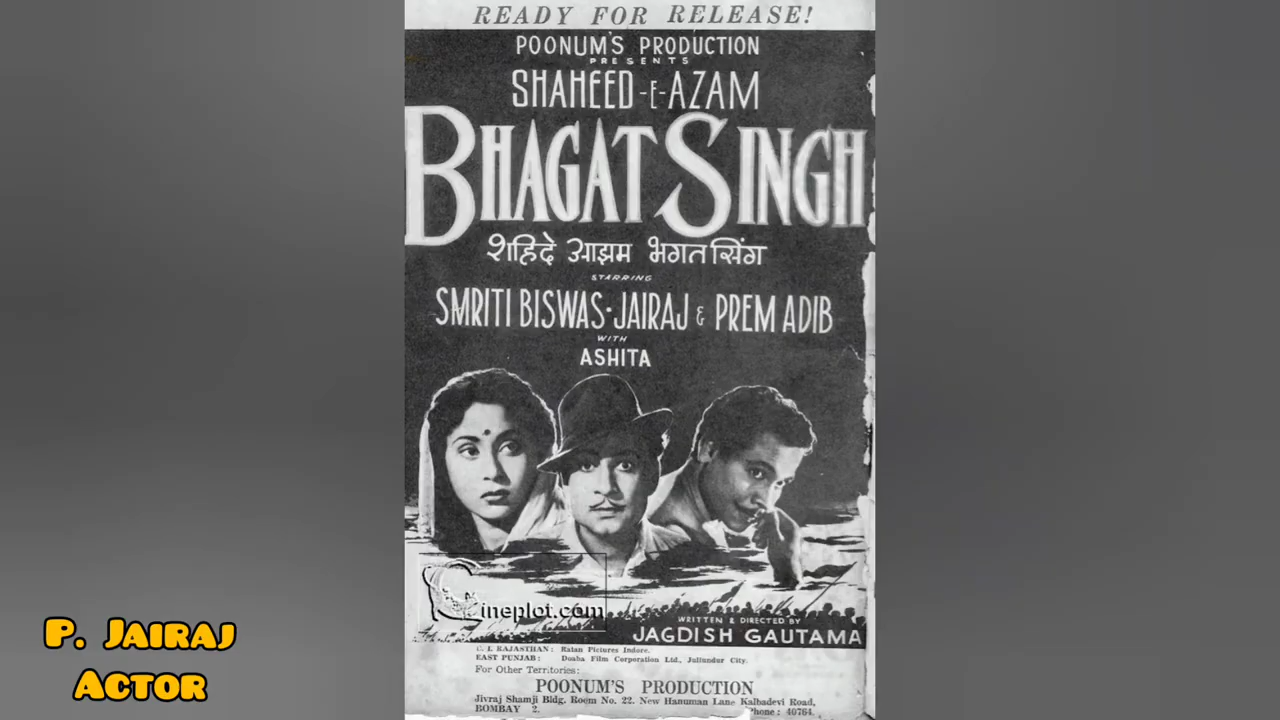 READY FOR RELEASE!
POONUM'S PRODUCTION
PRESENTS
SHAHEED-E-AZAM
BHAGAT SINGH
शहिदे आझम भगतसिंग
STARRING
SMRITI BISWAS·JAIRAJ & PREM ADIB
WITH
ASHITA
Cineplot.com
WRITTEN & DIRECTED BY
JAGDISH GAUTAMA
C. I. RAJASTHAN: Ratan Pictures Indore.
EAST PUNJAB: Doaba Film Corporation Ltd., Jullundur City.
For Other Territories:
POONUM'S PRODUCTION
Jivraj Shamji Bldg. Room No. 22. New Hanuman Lane Kalbadevi Road,
BOMBAY 2. Phone: 40764.
P. JAIRAJ
ACTOR